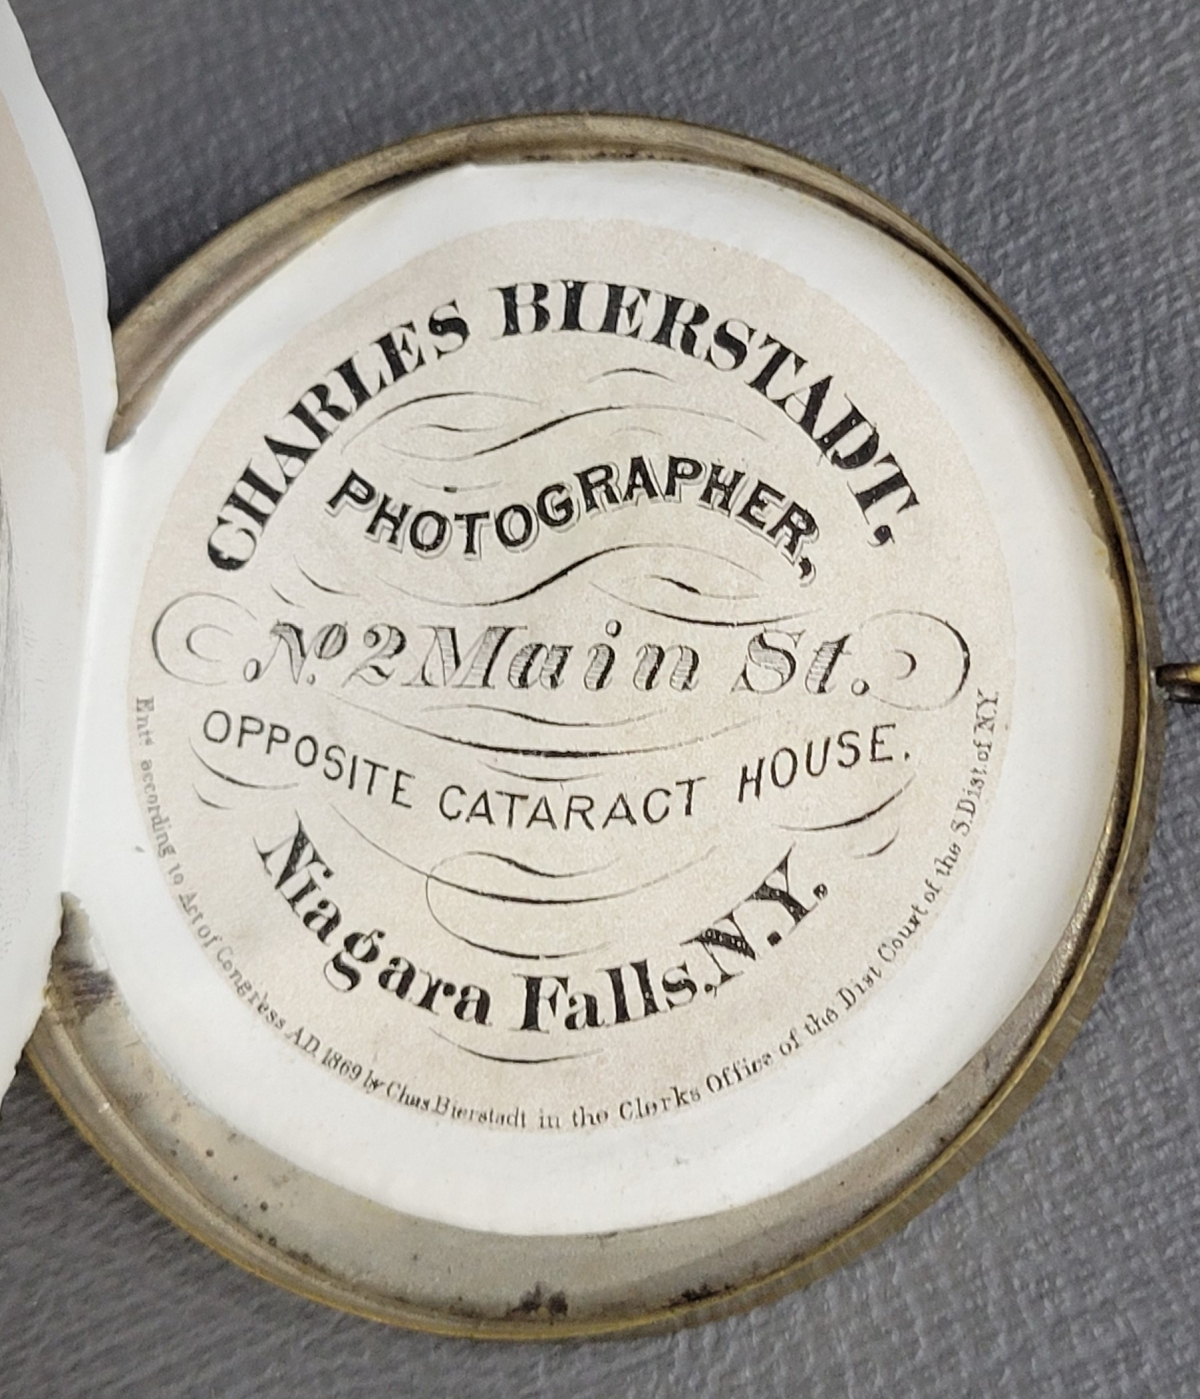 CHARLES BIERSTADT,
PHOTOGRAPHER,
No. 2 Main St.
OPPOSITE CATARACT HOUSE.
Niagara Falls, N.Y.
Entd according to Act of Congress A.D. 1869 by Chas Bierstadt in the Clerks Office of the Dist Court of the S. Dist. of N.Y.